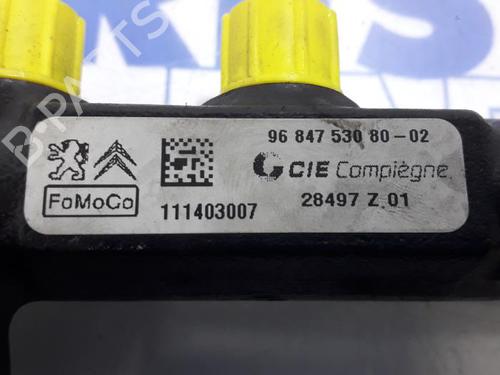 B-PARTS
96 847 530 80-02
CIE Compiègne
FoMoCo
111403007
28497 Z 01